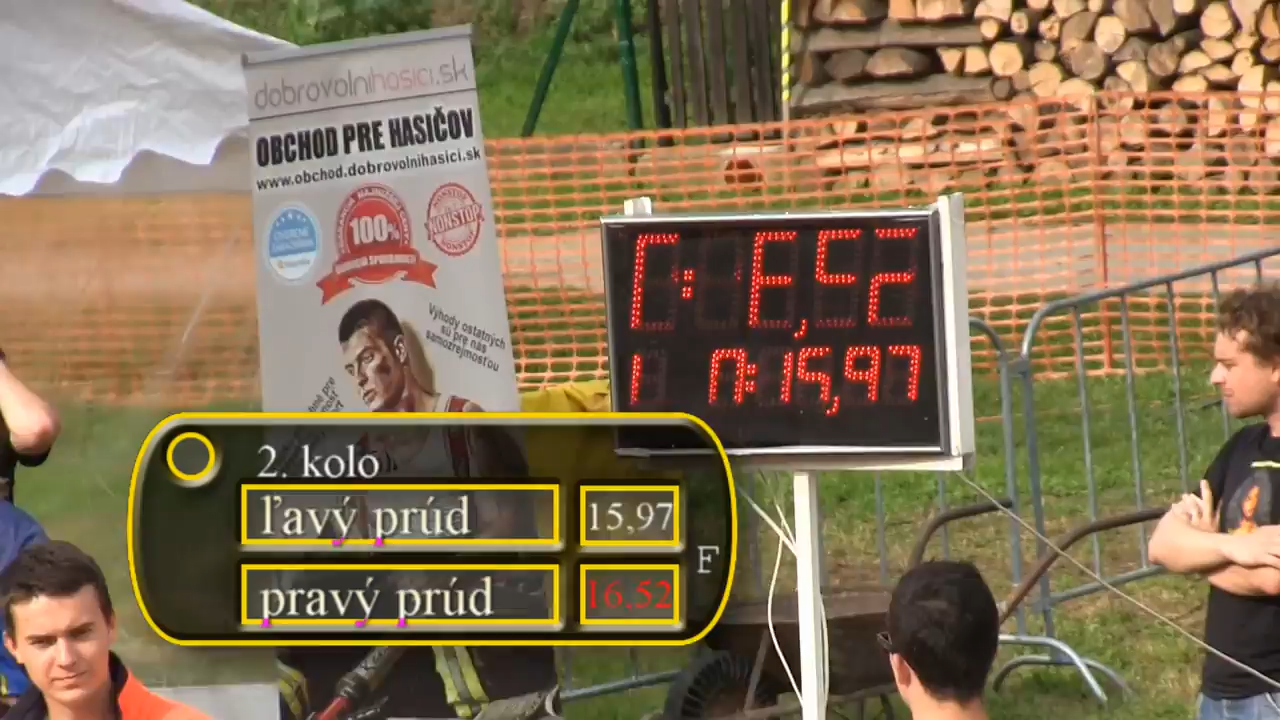 dobrovolnihasici.sk
OBCHOD PRE HASIČOV
www.obchod.dobrovolnihasici.sk
100%
NONSTOP
Výhody ostatných
sú pre nás
samozrejmosťou
15,97
2. kolo
ľavý prúd 15,97
pravý prúd 16.52
F